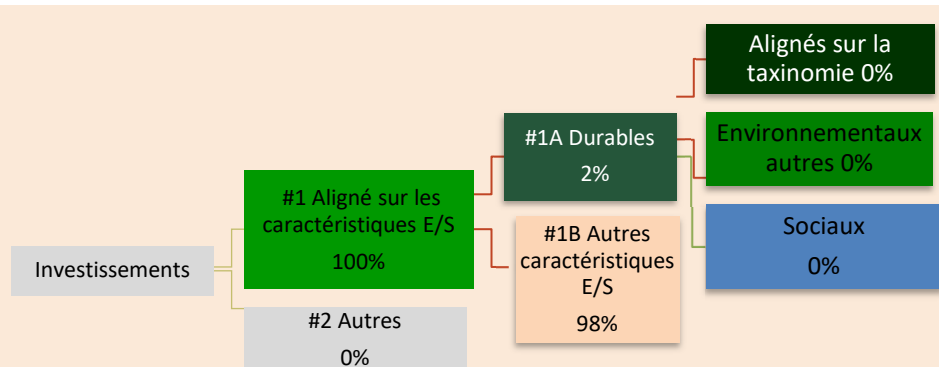 Investissements
#1 Aligné sur les
caractéristiques E/S
100%
#2 Autres
0%
#1A Durables
2%
#1B Autres
caractéristiques
E/S
98%
Alignés sur la
taxinomie 0%
Environnementaux
autres 0%
Sociaux
0%